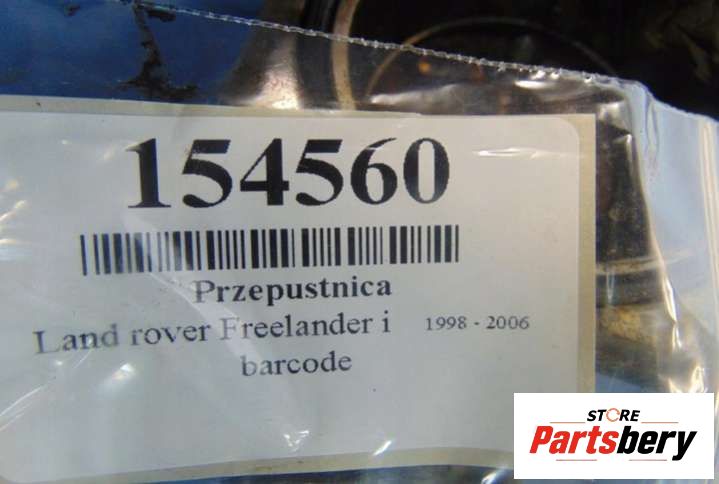 154560
Przepustnica
Land rover Freelander i 1998 - 2006
barcode
STORE
Partsbery